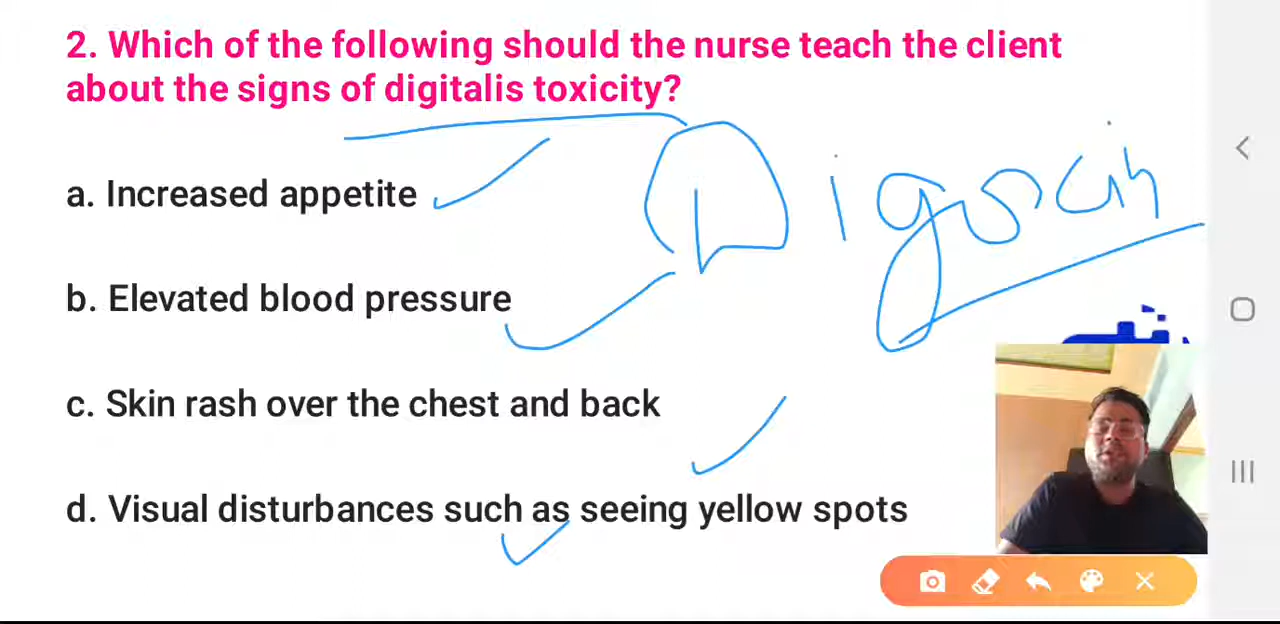 2. Which of the following should the nurse teach the client
about the signs of digitalis toxicity?
Digoxin
a. Increased appetite
b. Elevated blood pressure
c. Skin rash over the chest and back
d. Visual disturbances such as seeing yellow spots